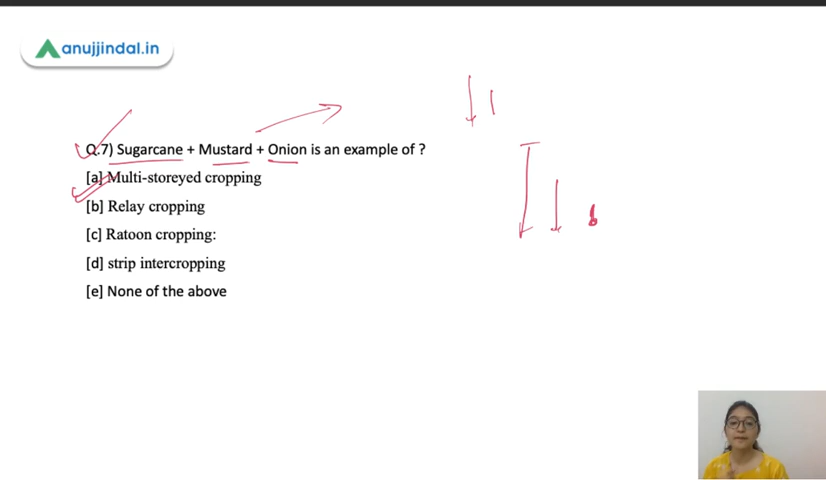 anujjindal.in
Q.7) Sugarcane + Mustard + Onion is an example of ?
[a] Multi-storeyed cropping
[b] Relay cropping
[c] Ratoon cropping:
[d] strip intercropping
[e] None of the above